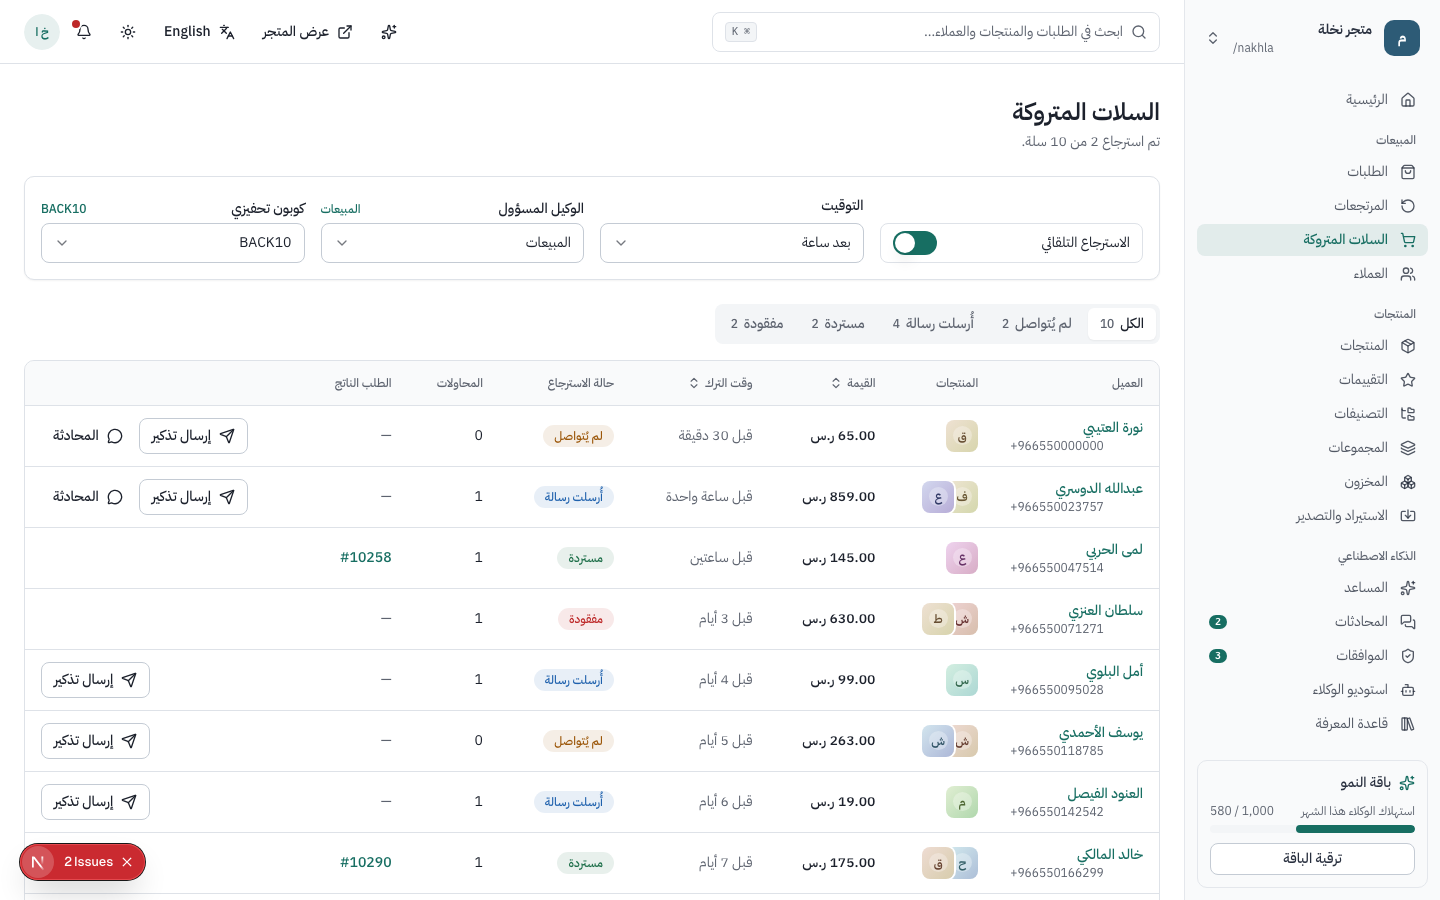 م
متجر نخلة
/nakhla
ابحث في الطلبات والمنتجات والعملاء...
⌘ K
عرض المتجر
English
خ ا
الرئيسية
المبيعات
الطلبات
المرتجعات
السلات المتروكة
العملاء
المنتجات
المنتجات
التقييمات
التصنيفات
المجموعات
المخزون
الاستيراد والتصدير
الذكاء الاصطناعي
المساعد
المحادثات 2
الموافقات 3
استوديو الوكلاء
قاعدة المعرفة
باقة النمو
استهلاك الوكلاء هذا الشهر 580 / 1,000
ترقية الباقة
السلات المتروكة
تم استرجاع 2 من 10 سلة.
الاسترجاع التلقائي
التوقيت
بعد ساعة
الوكيل المسؤول المبيعات
المبيعات
كوبون تحفيزي BACK10
BACK10
الكل 10 لم يُتواصل 2 أُرسلت رسالة 4 مستردة 2 مفقودة 2
العميل المنتجات القيمة وقت الترك حالة الاسترجاع المحاولات الطلب الناتج
نورة العتيبي
+966550000000
ق 65.00 ر.س قبل 30 دقيقة لم يُتواصل 0 — إرسال تذكير المحادثة
عبدالله الدوسري
+966550023757
ف ع 859.00 ر.س قبل ساعة واحدة أُرسلت رسالة 1 — إرسال تذكير المحادثة
لمى الحربي
+966550047514
ع 145.00 ر.س قبل ساعتين مستردة 1 #10258
سلطان العنزي
+966550071271
ش ط 630.00 ر.س قبل 3 أيام مفقودة 1 —
أمل البلوي
+966550095028
س 99.00 ر.س قبل 4 أيام أُرسلت رسالة 1 — إرسال تذكير
يوسف الأحمدي
+966550118785
ش ش 263.00 ر.س قبل 5 أيام لم يُتواصل 0 — إرسال تذكير
العنود الفيصل
+966550142542
م 19.00 ر.س قبل 6 أيام أُرسلت رسالة 1 — إرسال تذكير
خالد المالكي
+966550166299
ح ق 175.00 ر.س قبل 7 أيام مستردة 1 #10290
N 2 Issues